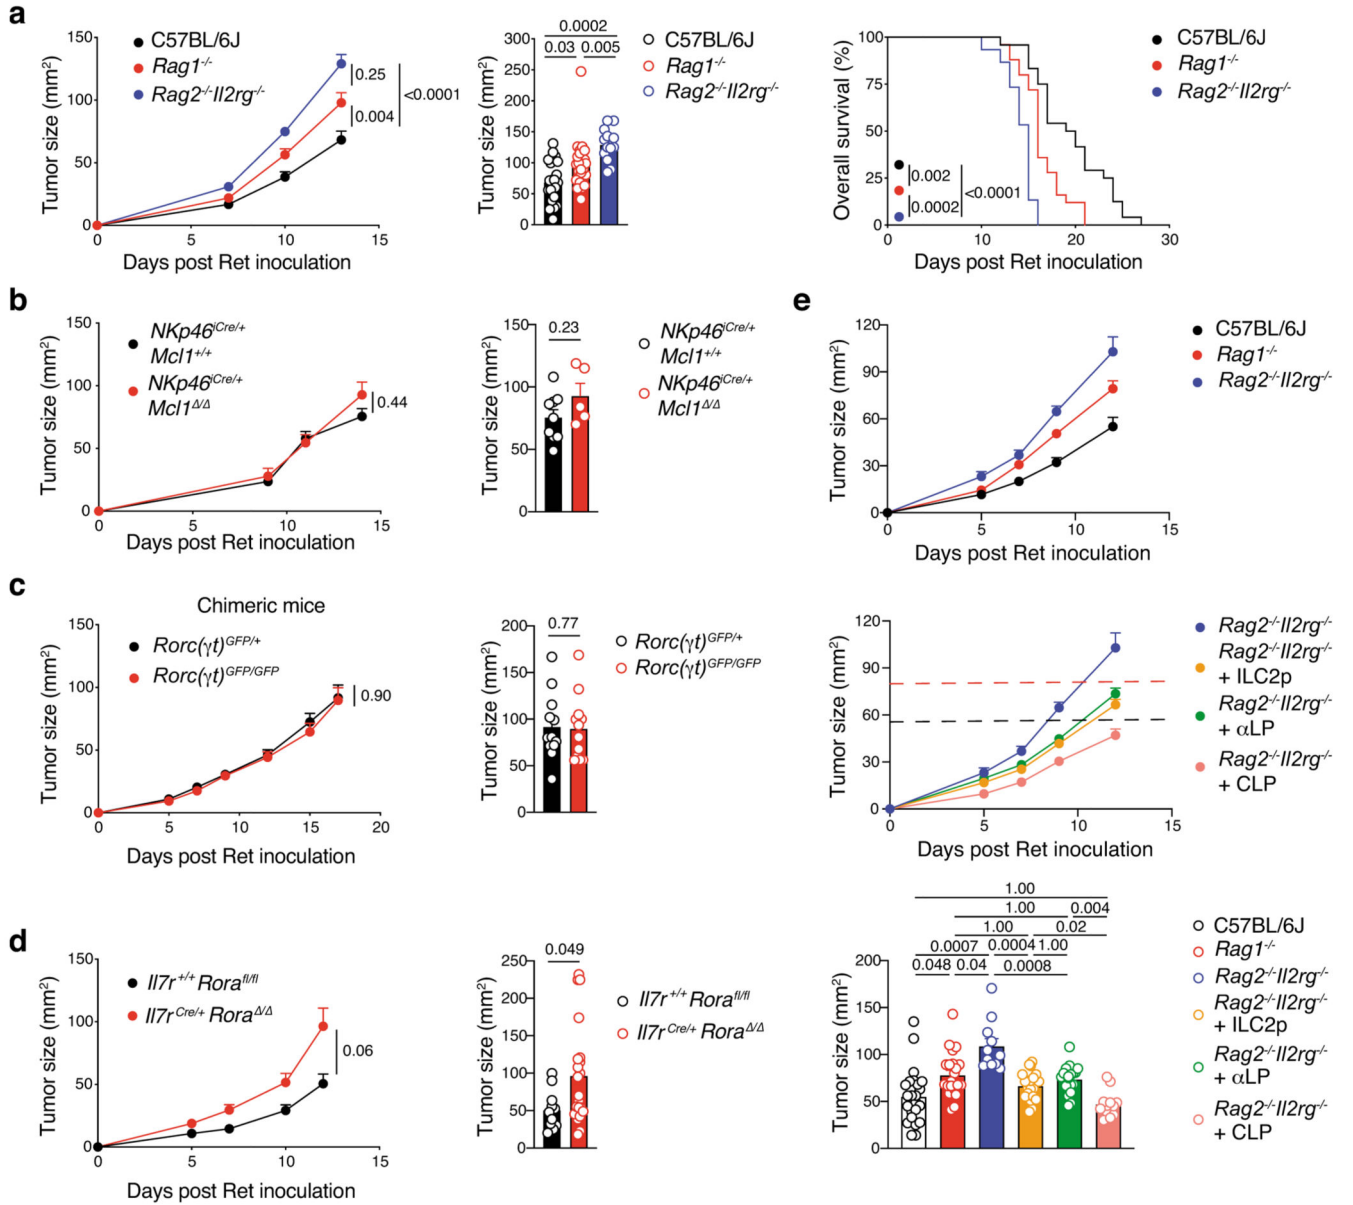 a
Tumor size (mm²)
150
100
50
0
0
5
10
15
Days post Ret inoculation
C57BL/6J
Rag1-/-
Rag2-/-Il2rg-/-
0.25
0.004
<0.0001
Tumor size (mm²)
300
250
200
150
100
50
0
0.0002
0.03
0.005
C57BL/6J
Rag1-/-
Rag2-/-Il2rg-/-
Overall survival (%)
100
75
50
25
0
0
10
20
30
Days post Ret inoculation
0.002
0.0002
<0.0001
C57BL/6J
Rag1-/-
Rag2-/-Il2rg-/-
b
Tumor size (mm²)
150
100
50
0
0
5
10
15
Days post Ret inoculation
NKp46iCre/+
Mcl1+/+
NKp46iCre/+
Mcl1Δ/Δ
0.44
Tumor size (mm²)
150
100
50
0
0.23
NKp46iCre/+
Mcl1+/+
NKp46iCre/+
Mcl1Δ/Δ
e
Tumor size (mm²)
120
90
60
30
0
0
5
10
15
Days post Ret inoculation
C57BL/6J
Rag1-/-
Rag2-/-Il2rg-/-
c
Chimeric mice
Tumor size (mm²)
150
100
50
0
0
5
10
15
20
Days post Ret inoculation
Rorc(γt)GFP/+
Rorc(γt)GFP/GFP
0.90
Tumor size (mm²)
200
150
100
50
0
0.77
Rorc(γt)GFP/+
Rorc(γt)GFP/GFP
Tumor size (mm²)
120
90
60
30
0
0
5
10
15
Days post Ret inoculation
Rag2-/-Il2rg-/-
Rag2-/-Il2rg-/-
+ ILC2p
Rag2-/-Il2rg-/-
+ αLP
Rag2-/-Il2rg-/-
+ CLP
d
Tumor size (mm²)
150
100
50
0
0
5
10
15
Days post Ret inoculation
Il7r+/+Rorafl/fl
Il7rCre/+ RoraΔ/Δ
0.06
Tumor size (mm²)
250
200
150
100
50
0
0.049
Il7r+/+Rorafl/fl
Il7rCre/+ RoraΔ/Δ
Tumor size (mm²)
200
150
100
50
0
1.00
1.00
0.004
1.00
0.02
0.0007
0.0004
1.00
0.048
0.04
0.0008
C57BL/6J
Rag1-/-
Rag2-/-Il2rg-/-
Rag2-/-Il2rg-/-
+ ILC2p
Rag2-/-Il2rg-/-
+ αLP
Rag2-/-Il2rg-/-
+ CLP